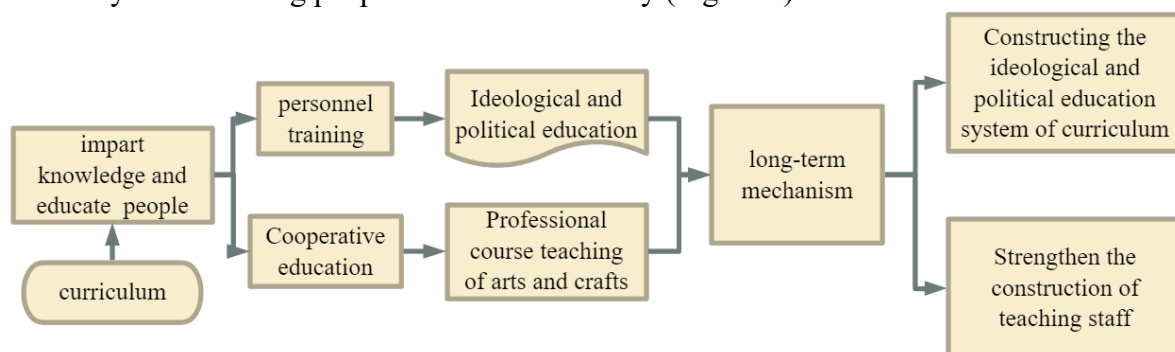 impart
knowledge and
educate people
curriculum
personnel
training
Cooperative
education
Ideological and
political education
Professional
course teaching
of arts and crafts
long-term
mechanism
Constructing the
ideological and
political education
system of curriculum
Strengthen the
construction of
teaching staff